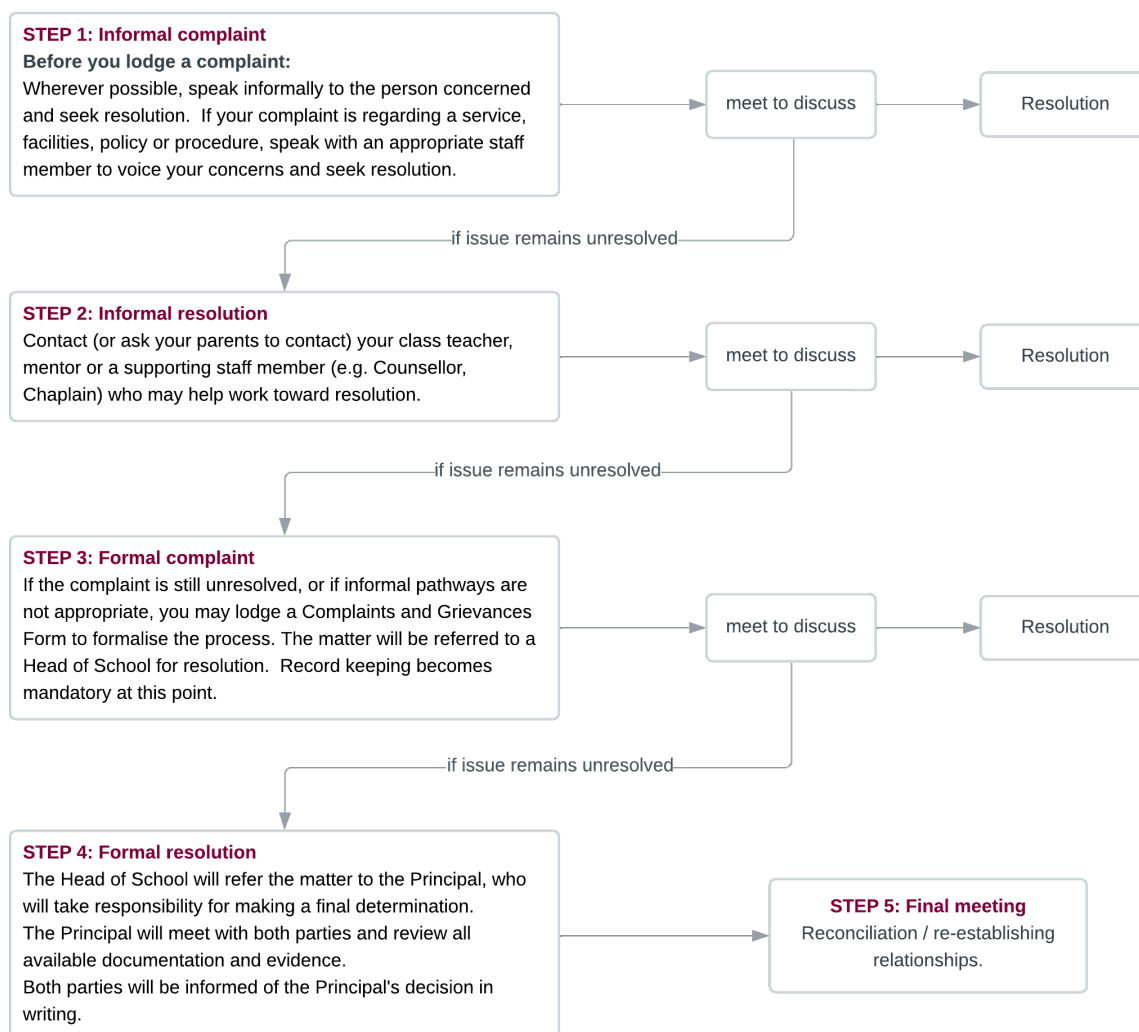 STEP 1: Informal complaint
Before you lodge a complaint:
Wherever possible, speak informally to the person concerned
and seek resolution.  If your complaint is regarding a service,
facilities, policy or procedure, speak with an appropriate staff
member to voice your concerns and seek resolution.
meet to discuss
Resolution
if issue remains unresolved
STEP 2: Informal resolution
Contact (or ask your parents to contact) your class teacher,
mentor or a supporting staff member (e.g. Counsellor,
Chaplain) who may help work toward resolution.
meet to discuss
Resolution
if issue remains unresolved
STEP 3: Formal complaint
If the complaint is still unresolved, or if informal pathways are
not appropriate, you may lodge a Complaints and Grievances
Form to formalise the process. The matter will be referred to a
Head of School for resolution.  Record keeping becomes
mandatory at this point.
meet to discuss
Resolution
if issue remains unresolved
STEP 4: Formal resolution
The Head of School will refer the matter to the Principal, who
will take responsibility for making a final determination.
The Principal will meet with both parties and review all
available documentation and evidence.
Both parties will be informed of the Principal's decision in
writing.
STEP 5: Final meeting
Reconciliation / re-establishing
relationships.